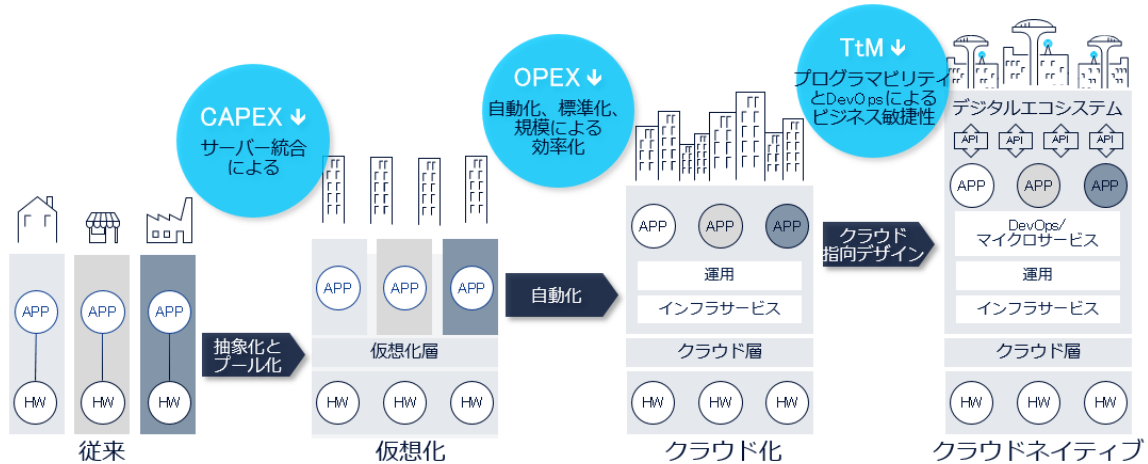 CAPEX ↓
サーバー統合
による
APP
APP
APP
HW
HW
HW
従来
抽象化と
プール化
APP
APP
APP
仮想化層
HW
HW
HW
仮想化
OPEX ↓
自動化、標準化、
規模による
効率化
自動化
APP
APP
APP
運用
インフラサービス
クラウド層
HW
HW
HW
クラウド化
TtM ↓
プログラマビリティ
とDevOpsによる
ビジネス敏捷性
クラウド
指向デザイン
デジタルエコシステム
API
API
API
API
APP
APP
APP
DevOps/
マイクロサービス
運用
インフラサービス
クラウド層
HW
HW
HW
クラウドネイティブ